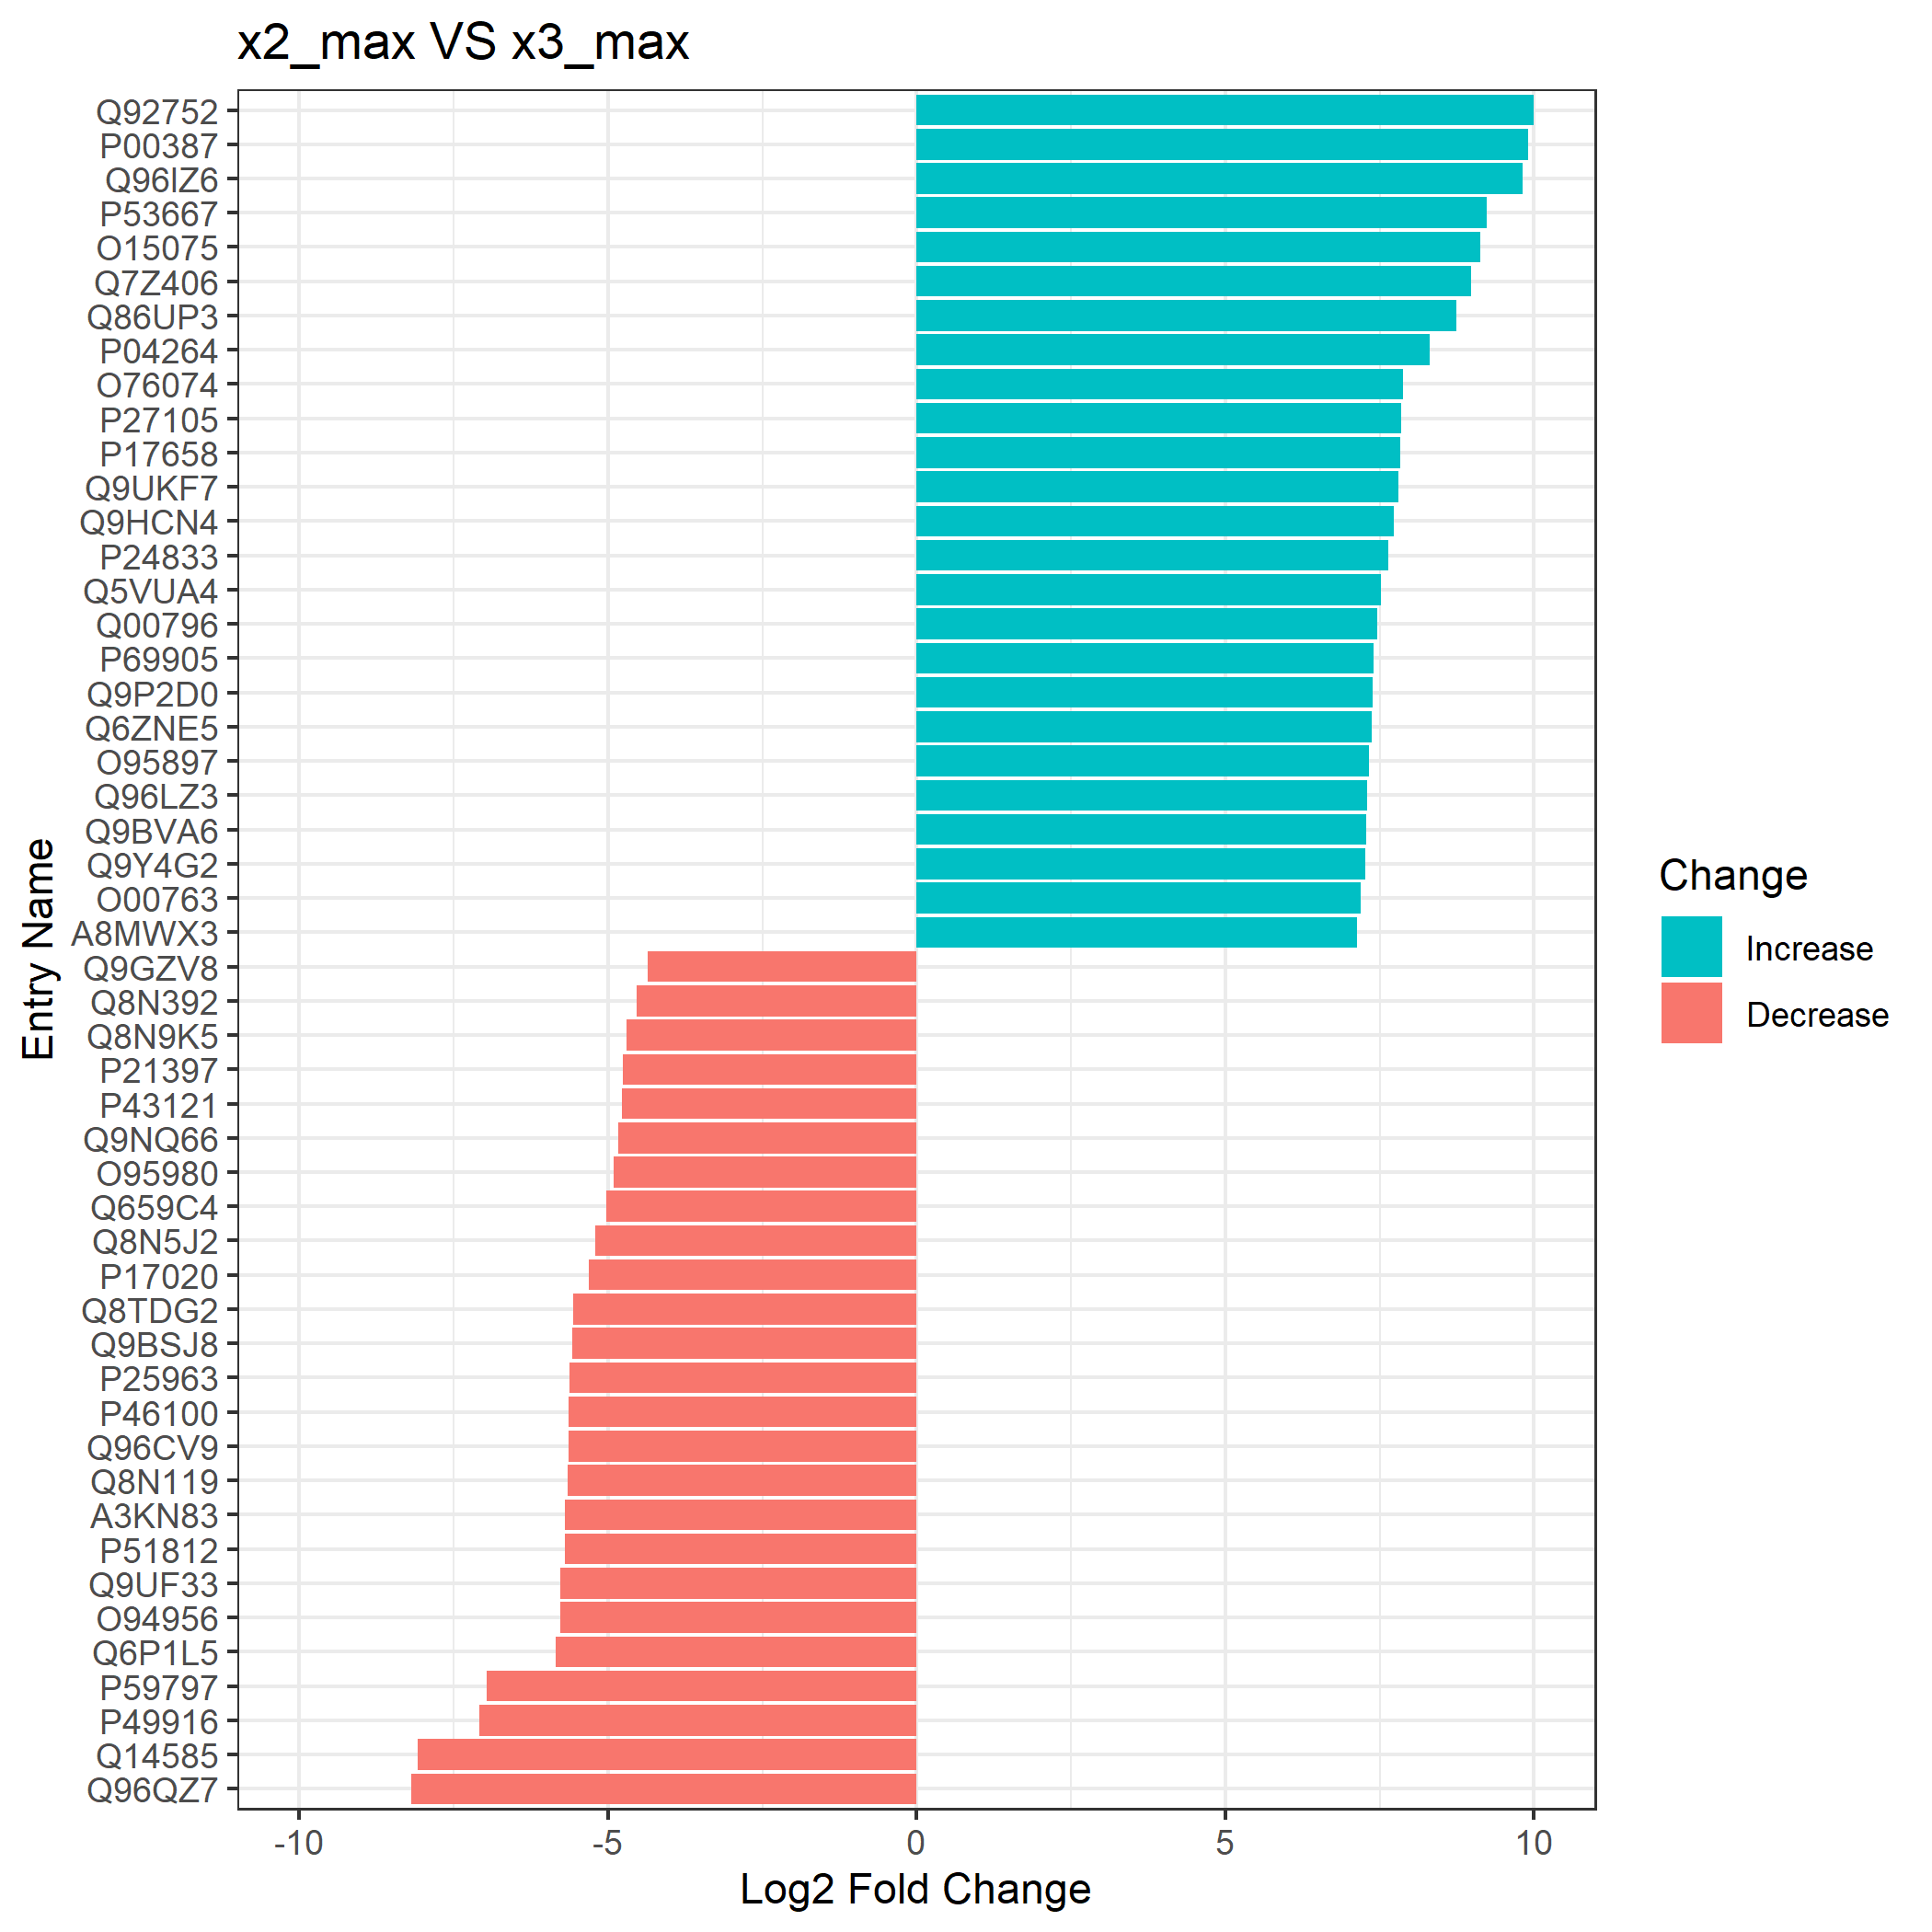 x2_max VS x3_max
Q92752
P00387
Q96IZ6
P53667
O15075
Q7Z406
Q86UP3
P04264
O76074
P27105
P17658
Q9UKF7
Q9HCN4
P24833
Q5VUA4
Q00796
P69905
Q9P2D0
Q6ZNE5
O95897
Q96LZ3
Q9BVA6
Q9Y4G2
O00763
A8MWX3
Q9GZV8
Q8N392
Q8N9K5
P21397
P43121
Q9NQ66
O95980
Q659C4
Q8N5J2
P17020
Q8TDG2
Q9BSJ8
P25963
P46100
Q96CV9
Q8N119
A3KN83
P51812
Q9UF33
O94956
Q6P1L5
P59797
P49916
Q14585
Q96QZ7
Entry Name
-10 -5 0 5 10
Log2 Fold Change
Change
Increase
Decrease